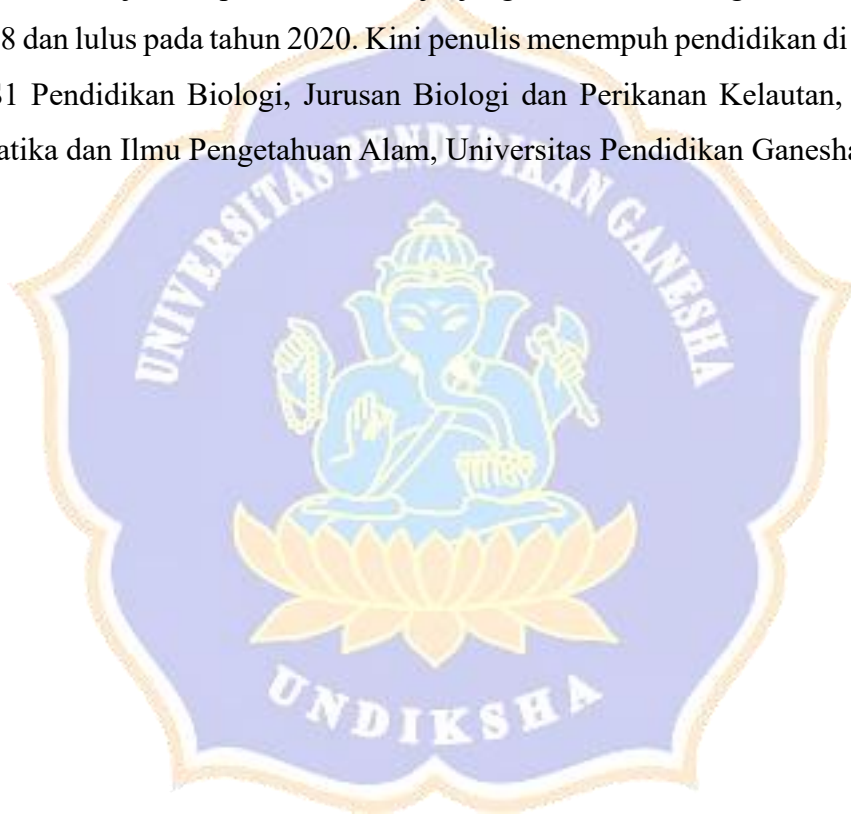 8 dan lulus pada tahun 2020. Kini penulis menempuh pendidikan di
1 Pendidikan Biologi, Jurusan Biologi dan Perikanan Kelautan,
atika dan Ilmu Pengetahuan Alam, Universitas Pendidikan Ganesha
UNIVERSITAS PENDIDIKAN GANESHA
UNDIKSHA